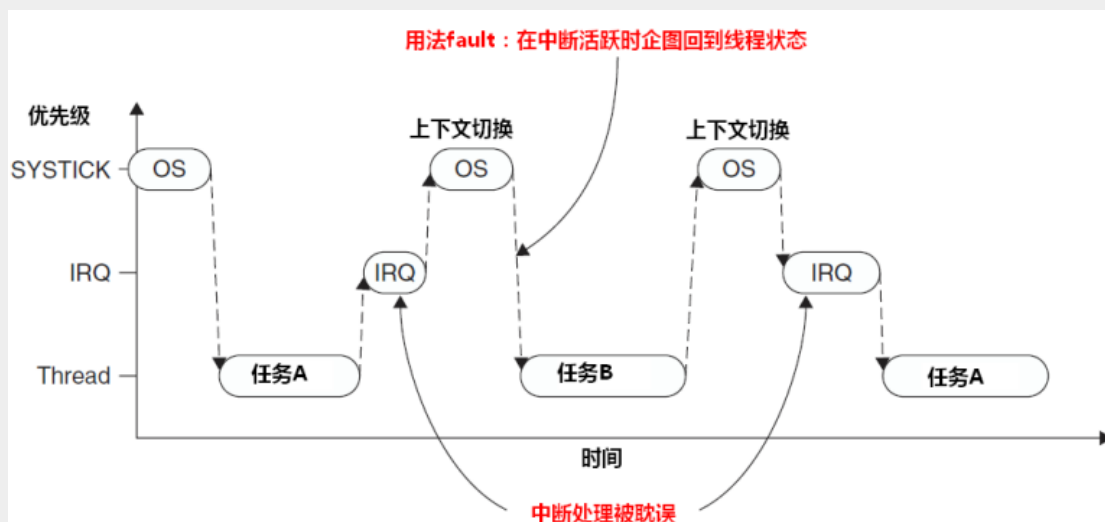 用法fault：在中断活跃时企图回到线程状态
优先级
上下文切换
上下文切换
SYSTICK
OS
OS
OS
IRQ
IRQ
IRQ
Thread
任务A
任务B
任务A
时间
中断处理被耽误